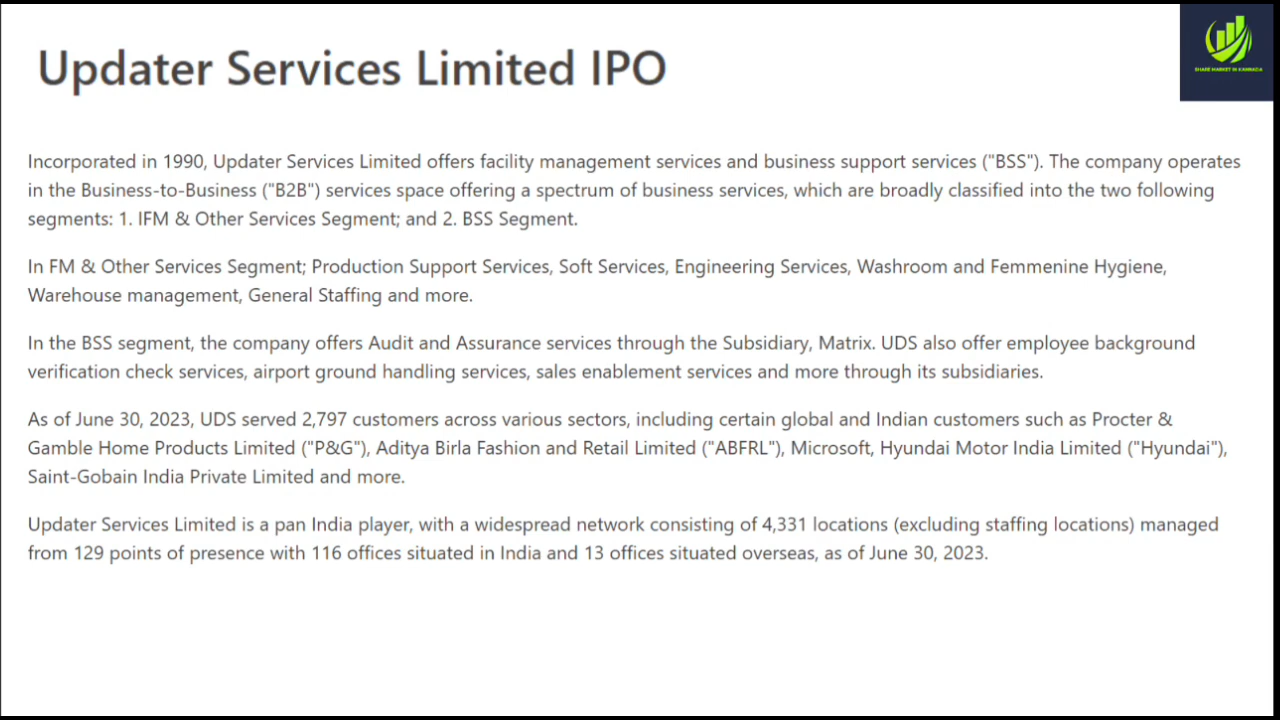 Updater Services Limited IPO
SHARE MARKET IN KANNADA
Incorporated in 1990, Updater Services Limited offers facility management services and business support services ("BSS"). The company operates
in the Business-to-Business ("B2B") services space offering a spectrum of business services, which are broadly classified into the two following
segments: 1. IFM & Other Services Segment; and 2. BSS Segment.
In FM & Other Services Segment; Production Support Services, Soft Services, Engineering Services, Washroom and Femmenine Hygiene,
Warehouse management, General Staffing and more.
In the BSS segment, the company offers Audit and Assurance services through the Subsidiary, Matrix. UDS also offer employee background
verification check services, airport ground handling services, sales enablement services and more through its subsidiaries.
As of June 30, 2023, UDS served 2,797 customers across various sectors, including certain global and Indian customers such as Procter &
Gamble Home Products Limited ("P&G"), Aditya Birla Fashion and Retail Limited ("ABFRL"), Microsoft, Hyundai Motor India Limited ("Hyundai"),
Saint-Gobain India Private Limited and more.
Updater Services Limited is a pan India player, with a widespread network consisting of 4,331 locations (excluding staffing locations) managed
from 129 points of presence with 116 offices situated in India and 13 offices situated overseas, as of June 30, 2023.